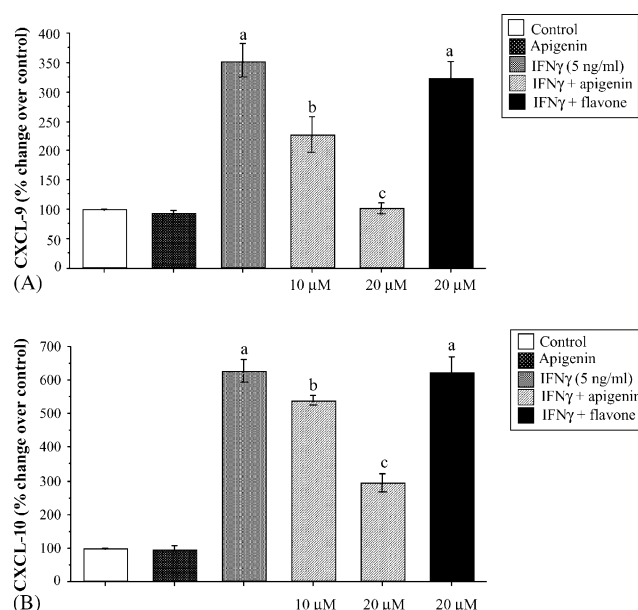 400
350
300
250
200
150
100
50
0
CXCL-9 (% change over control)
a
b
c
a
10 µM
20 µM
20 µM
(A)
Control
Apigenin
IFNγ (5 ng/ml)
IFNγ + apigenin
IFNγ + flavone
700
600
500
400
300
200
100
0
CXCL-10 (% change over control)
a
b
c
a
10 µM
20 µM
20 µM
(B)
Control
Apigenin
IFNγ (5 ng/ml)
IFNγ + apigenin
IFNγ + flavone